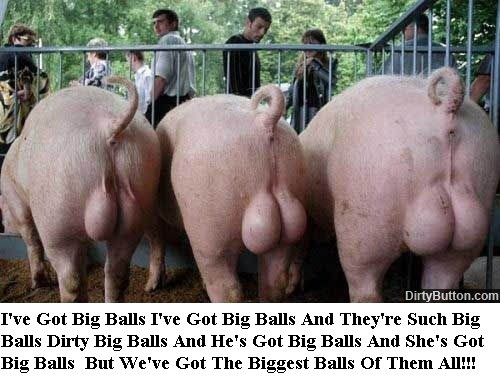 DirtyButton.com
I've Got Big Balls I've Got Big Balls And They're Such Big
Balls Dirty Big Balls And He's Got Big Balls And She's Got
Big Balls  But We've Got The Biggest Balls Of Them All!!!